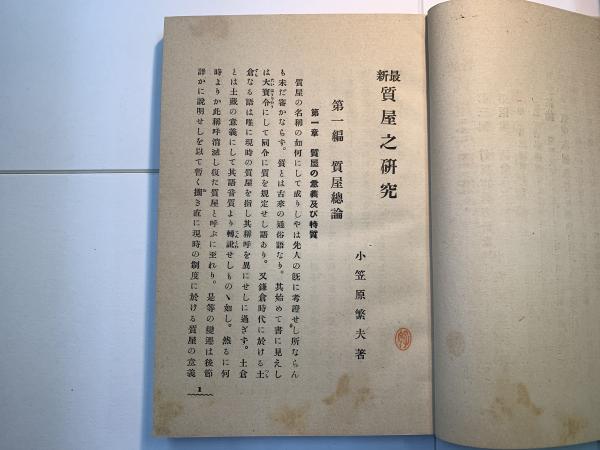 最新 質屋之研究
小笠原繁夫著
第一編 質屋總論
第一章 質屋の意義及び特質
質屋の名稱の如何にして成りしやは先人の既に考證せし所ならん
も未だ審かならず。質とは古來の通俗語なり。其始めて書に見えし
は大寶令にして同令に質を規定せし語あり。又鎌倉時代に於ける土
倉なる語は唯に現時の質屋を指し其稱呼を異にせしに過ぎず。土倉
とは土蔵の意義にして其語音質より轉訛せしものゝ如し。然るに何
時よりか此稱呼消滅し復た質屋と呼ぶに至れり。是等の變遷は後節
詳かに説明せしを以て暫く擱き直に現時の制度に於ける質屋の意義
1